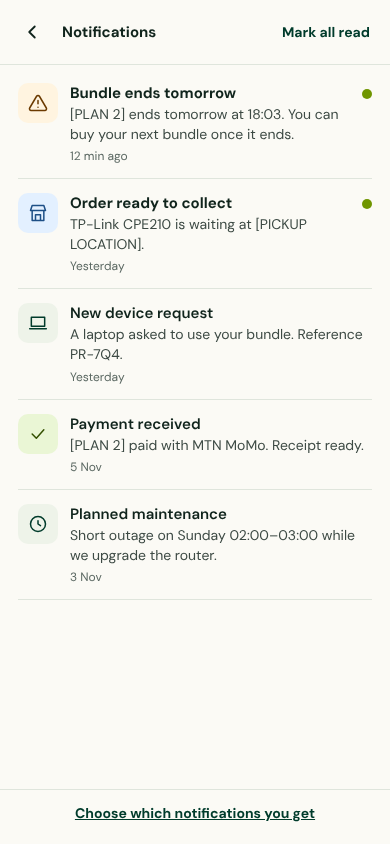 Notifications
Mark all read
Bundle ends tomorrow
[PLAN 2] ends tomorrow at 18:03. You can
buy your next bundle once it ends.
12 min ago
Order ready to collect
TP-Link CPE210 is waiting at [PICKUP
LOCATION].
Yesterday
New device request
A laptop asked to use your bundle. Reference
PR-7Q4.
Yesterday
Payment received
[PLAN 2] paid with MTN MoMo. Receipt ready.
5 Nov
Planned maintenance
Short outage on Sunday 02:00–03:00 while
we upgrade the router.
3 Nov
Choose which notifications you get